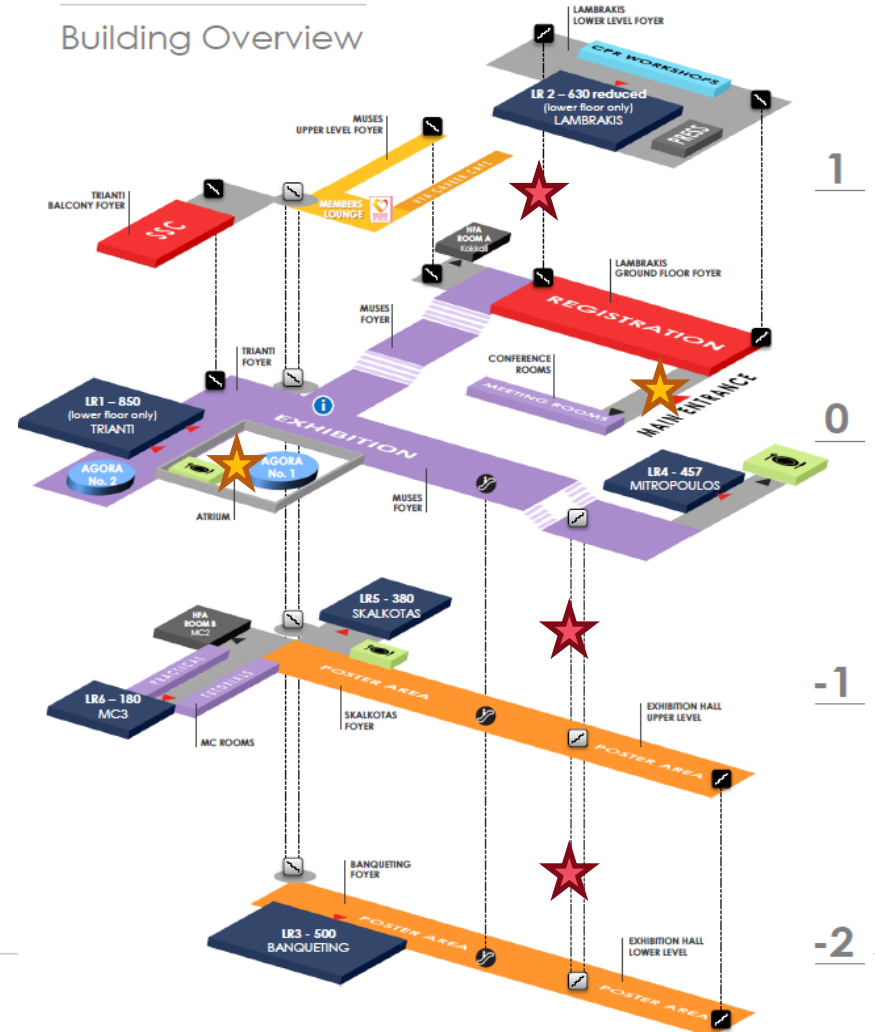 Building Overview
LAMBRAKIS
LOWER LEVEL FOYER
CPR WORKSHOPS
LR 2 – 630 reduced
(lower floor only)
LAMBRAKIS
PRESS
1
MUSES
UPPER LEVEL FOYER
TRIANTI
BALCONY FOYER
SSC
MEMBERS
LOUNGE
HFA CAREER CAFE
HFA
ROOM A
Kokkali
LAMBRAKIS
GROUND FLOOR FOYER
REGISTRATION
MUSES
FOYER
CONFERENCE
ROOMS
MEETING ROOMS
MAIN ENTRANCE
TRIANTI
FOYER
LR1 – 850
(lower floor only)
TRIANTI
i
EXHIBITION
0
AGORA
No. 2
AGORA
No. 1
LR4 - 457
MITROPOULOS
MUSES
FOYER
ATRIUM
LR5 - 380
SKALKOTAS
HFA
ROOM B
MC2
PRACTICAL
TUTORIALS
LR6 – 180
MC3
MC ROOMS
POSTER AREA
SKALKOTAS
FOYER
EXHIBITION HALL
UPPER LEVEL
POSTER AREA
-1
BANQUETING
FOYER
LR3 - 500
BANQUETING
POSTER AREA
EXHIBITION HALL
LOWER LEVEL
POSTER AREA
-2